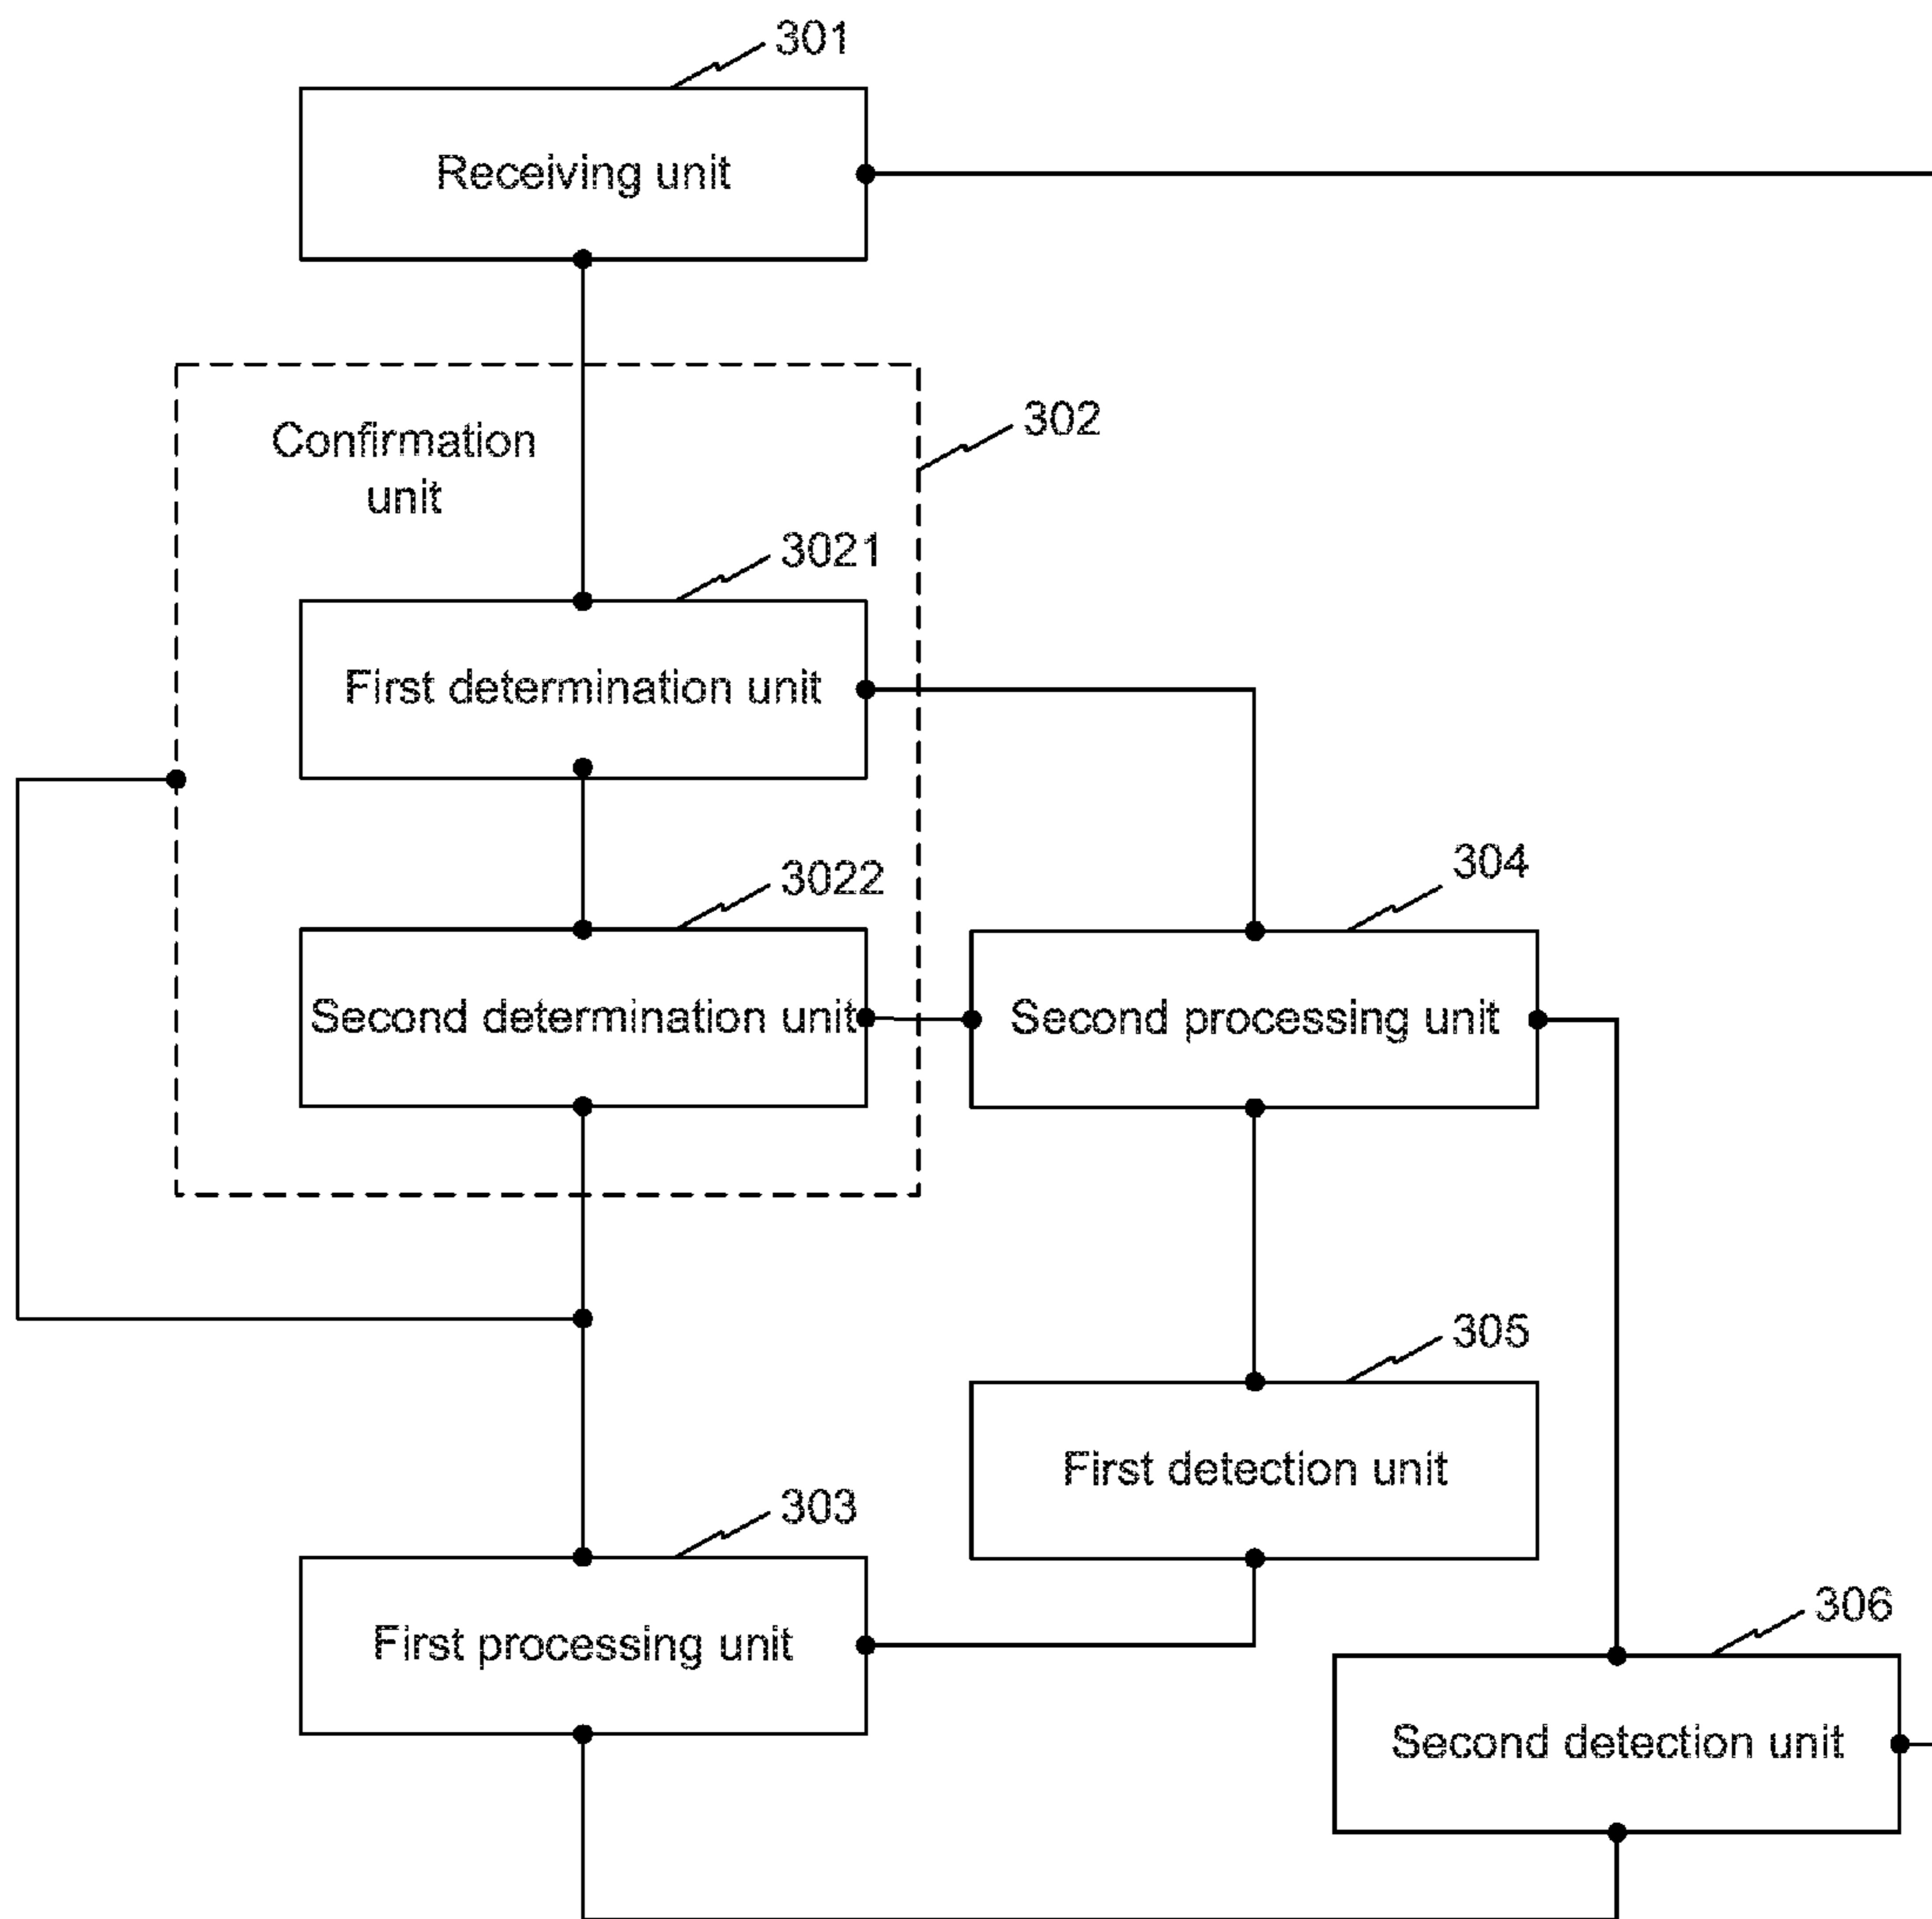 301
Receiving unit
302
Confirmation
unit
3021
First determination unit
3022
Second determination unit
304
Second processing unit
305
First detection unit
303
First processing unit
306
Second detection unit